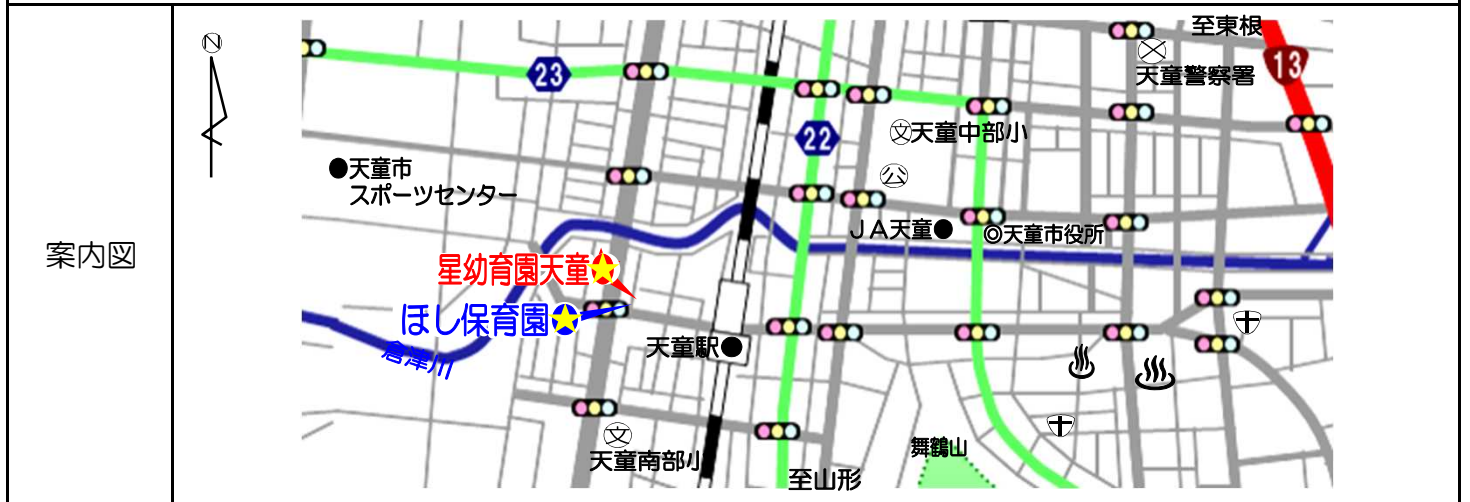 案内図
N
至東根
13
天童警察署
23
22
文天童中部小
公
●天童市
スポーツセンター
JA天童●
◎天童市役所
星幼育園天童
ほし保育園
倉津川
天童駅●
文
天童南部小
舞鶴山
至山形